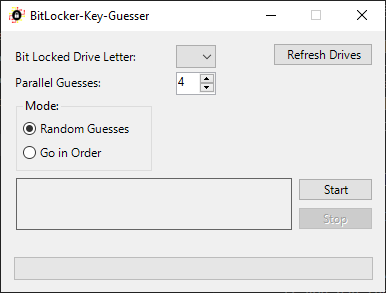 BitLocker-Key-Guesser
Bit Locked Drive Letter:
Refresh Drives
Parallel Guesses:
4
Mode:
Random Guesses
Go in Order
Start
Stop